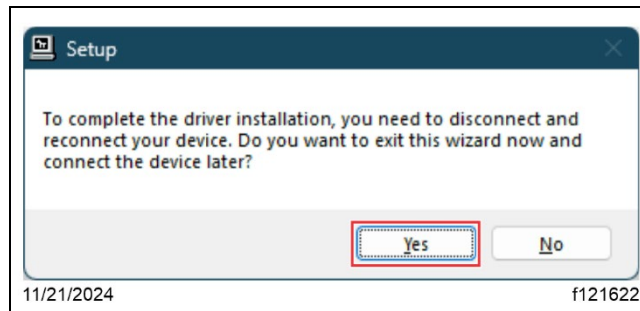 Setup
To complete the driver installation, you need to disconnect and
reconnect your device. Do you want to exit this wizard now and
connect the device later?
Yes No
11/21/2024 f121622